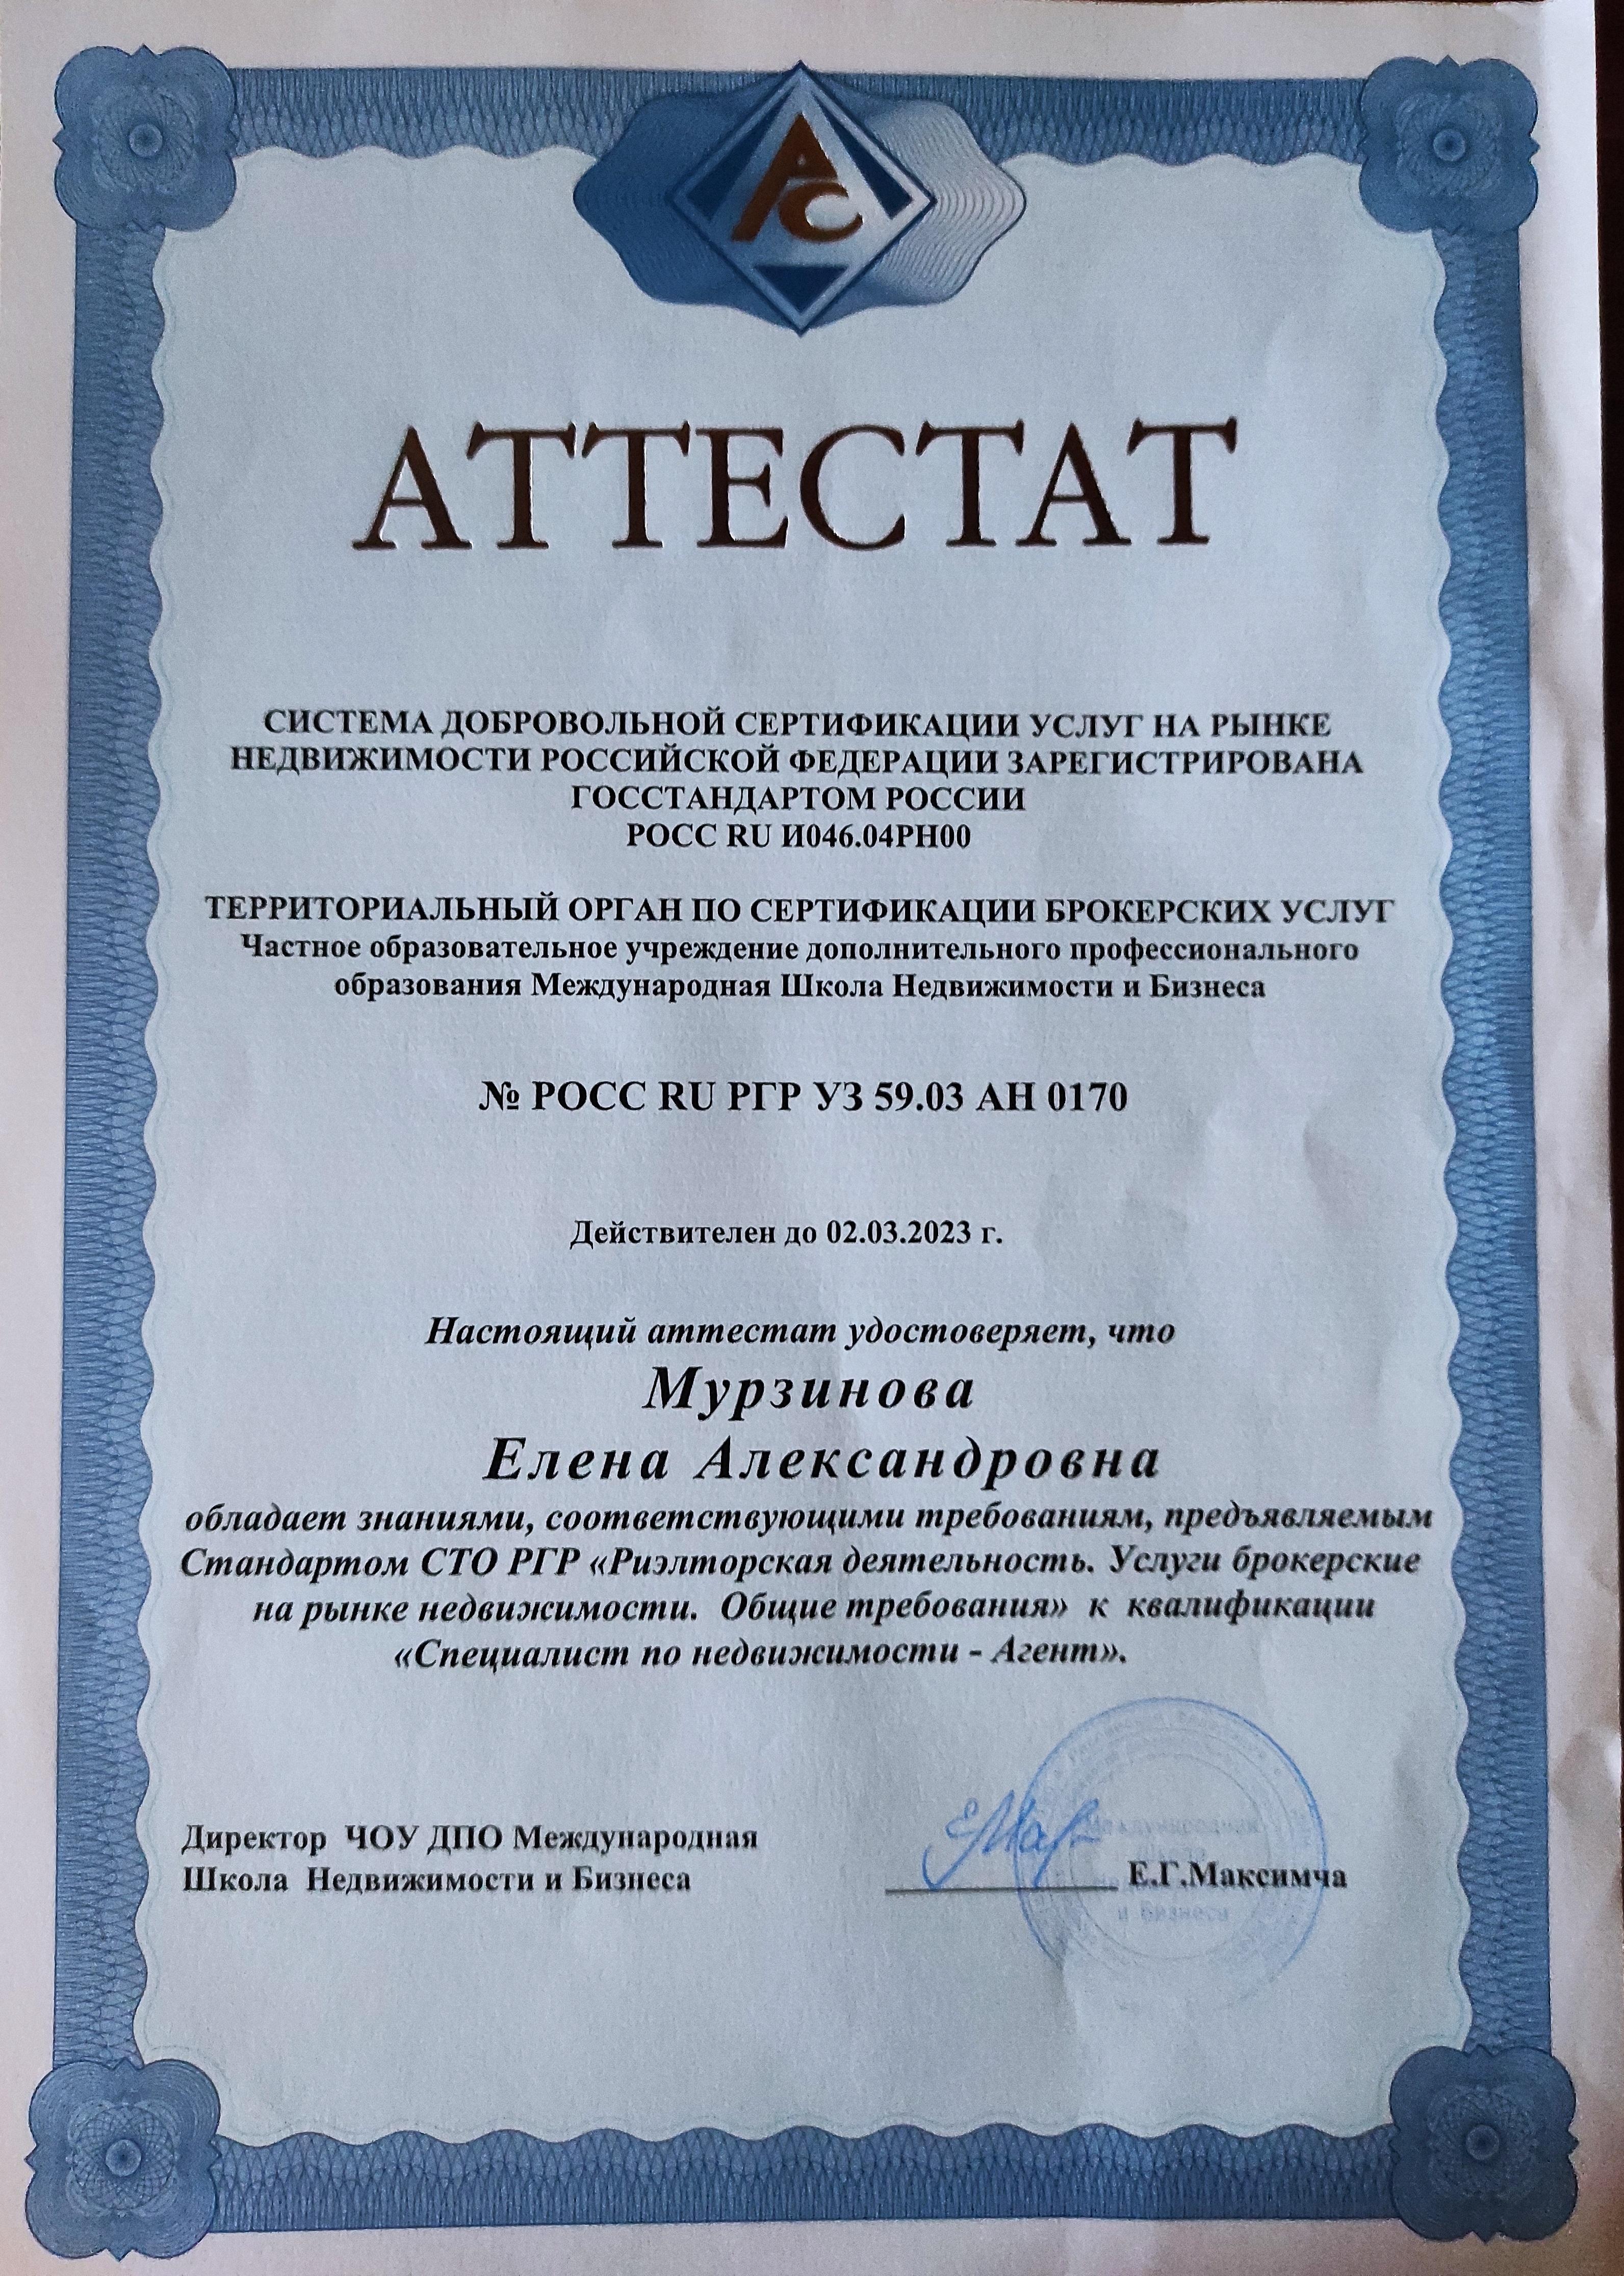 АС
АТТЕСТАТ
СИСТЕМА ДОБРОВОЛЬНОЙ СЕРТИФИКАЦИИ УСЛУГ НА РЫНКЕ
НЕДВИЖИМОСТИ РОССИЙСКОЙ ФЕДЕРАЦИИ ЗАРЕГИСТРИРОВАНА
ГОССТАНДАРТОМ РОССИИ
РОСС RU И046.04РН00
ТЕРРИТОРИАЛЬНЫЙ ОРГАН ПО СЕРТИФИКАЦИИ БРОКЕРСКИХ УСЛУГ
Частное образовательное учреждение дополнительного профессионального
образования Международная Школа Недвижимости и Бизнеса
№ РОСС RU РГР УЗ 59.03 АН 0170
Действителен до 02.03.2023 г.
Настоящий аттестат удостоверяет, что
Мурзинова
Елена Александровна
обладает знаниями, соответствующими требованиям, предъявляемым
Стандартом СТО РГР «Риэлторская деятельность. Услуги брокерские
на рынке недвижимости. Общие требования» к квалификации
«Специалист по недвижимости - Агент».
Директор ЧОУ ДПО Международная
Школа Недвижимости и Бизнеса
Е.Г.Максимча
Международная
и Бизнеса